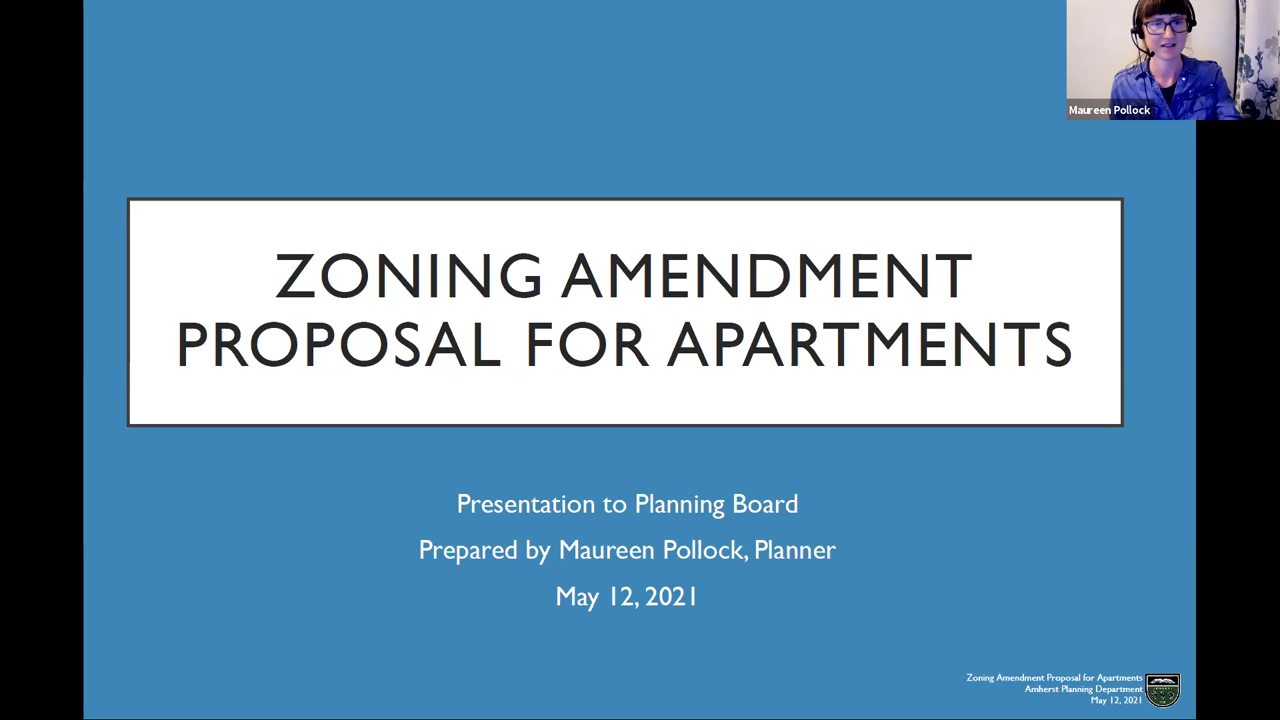 Maureen Pollock
ZONING AMENDMENT
PROPOSAL FOR APARTMENTS
Presentation to Planning Board
Prepared by Maureen Pollock, Planner
May 12, 2021
Zoning Amendment Proposal for Apartments
Amherst Planning Department
May 12, 2021